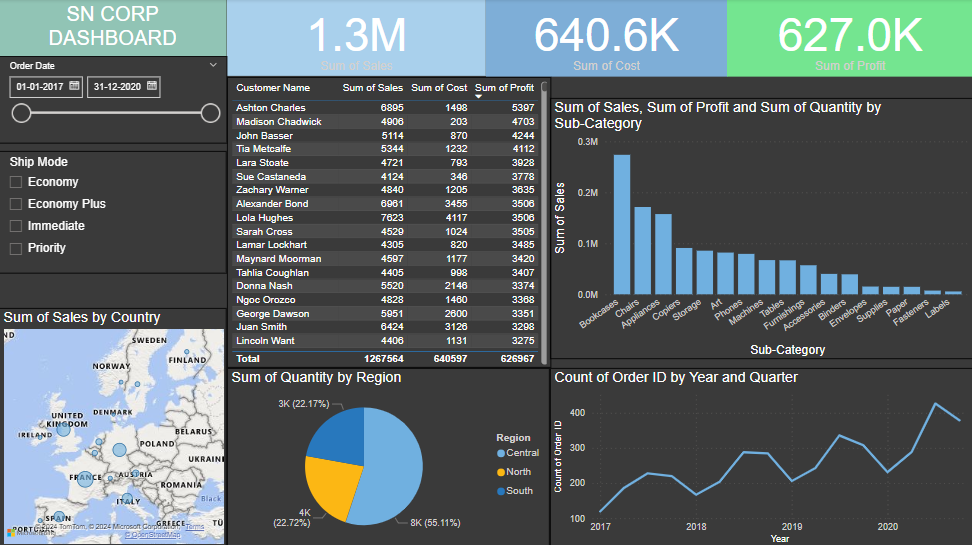 SN CORP
DASHBOARD
1.3M
Sum of Sales
640.6K
Sum of Cost
627.0K
Sum of Profit
Order Date
01-01-2017
31-12-2020
Ship Mode
Economy
Economy Plus
Immediate
Priority
Customer Name Sum of Sales Sum of Cost Sum of Profit
Ashton Charles 6895 1498 5397
Madison Chadwick 4906 203 4703
John Basser 5114 870 4244
Tia Metcalfe 5344 1232 4112
Lara Stoate 4721 793 3928
Sue Castaneda 4124 346 3778
Zachary Warner 4840 1205 3635
Alexander Bond 6961 3455 3506
Lola Hughes 7623 4117 3506
Sarah Cross 4529 1024 3505
Lamar Lockhart 4305 820 3485
Maynard Moorman 4597 1177 3420
Tahlia Coughlan 4405 998 3407
Donna Nash 5520 2146 3374
Ngoc Orozco 4828 1460 3368
George Dawson 5951 2600 3351
Juan Smith 6424 3126 3298
Lincoln Want 4406 1131 3275
Total 1267564 640597 626967
Sum of Sales, Sum of Profit and Sum of Quantity by
Sub-Category
Sum of Sales
0.3M
0.2M
0.1M
0.0M
Bookcases
Chairs
Appliances
Copiers
Storage
Art
Phones
Machines
Tables
Furnishings
Accessories
Binders
Envelopes
Supplies
Paper
Fasteners
Labels
Sub-Category
Sum of Sales by Country
ND
SWEDEN
FINLAND
NORWAY
DENMARK
UNITED
KINGDOM
IRELAND
BELARUS
POLAND
UKRAINE
FRANCE
AUSTRIA
ROMANIA
ITALY
Black
SPAIN
PORTUGAL
GREECE
TÜ
© 2024 TomTom, © 2024 Microsoft Corporation, Terms
© OpenStreetMap
Sum of Quantity by Region
3K (22.17%)
4K
(22.72%)
8K (55.11%)
Region
Central
North
South
Count of Order ID by Year and Quarter
Count of Order ID
400
300
200
100
2017
2018
2019
2020
Year